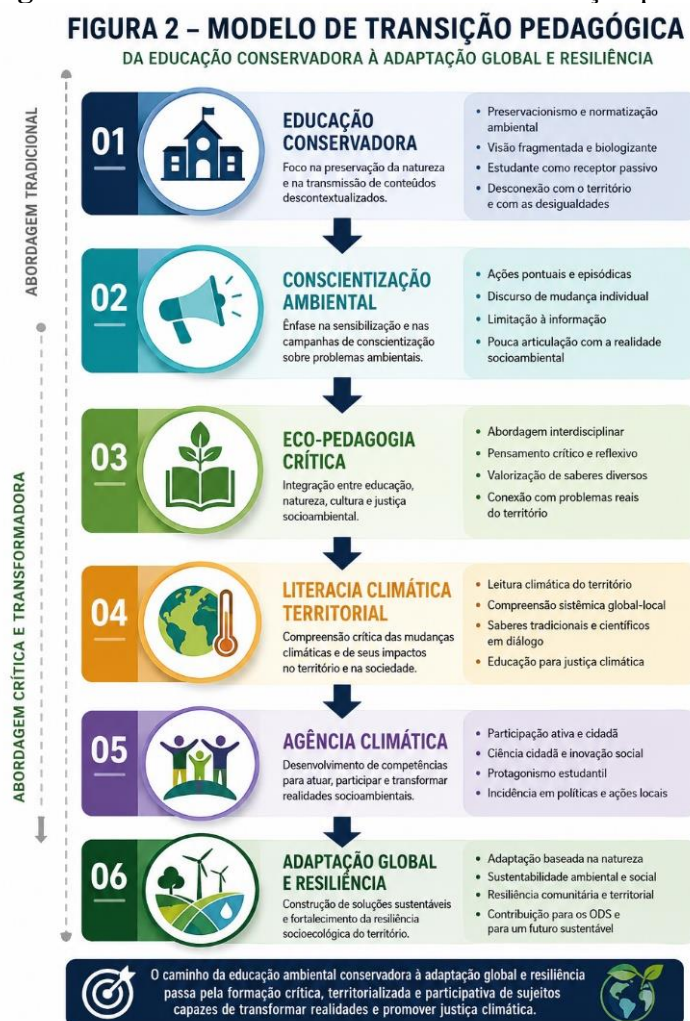 FIGURA 2 – MODELO DE TRANSIÇÃO PEDAGÓGICA
DA EDUCAÇÃO CONSERVADORA À ADAPTAÇÃO GLOBAL E RESILIÊNCIA
ABORDAGEM TRADICIONAL
01
EDUCAÇÃO
CONSERVADORA
Foco na preservação da natureza
e na transmissão de conteúdos
descontextualizados.
• Preservacionismo e normatização
ambiental
• Visão fragmentada e biologizante
• Estudante como receptor passivo
• Desconexão com o território
e com as desigualdades
02
CONSCIENTIZAÇÃO
AMBIENTAL
Ênfase na sensibilização e nas
campanhas de conscientização
sobre problemas ambientais.
• Ações pontuais e episódicas
• Discurso de mudança individual
• Limitação à informação
• Pouca articulação com a realidade
socioambiental
ABORDAGEM CRÍTICA E TRANSFORMADORA
03
ECO-PEDAGOGIA
CRÍTICA
Integração entre educação,
natureza, cultura e justiça
socioambiental.
• Abordagem interdisciplinar
• Pensamento crítico e reflexivo
• Valorização de saberes diversos
• Conexão com problemas reais
do território
04
LITERACIA CLIMÁTICA
TERRITORIAL
Compreensão crítica das mudanças
climáticas e de seus impactos
no território e na sociedade.
• Leitura climática do território
• Compreensão sistêmica global-local
• Saberes tradicionais e científicos
em diálogo
• Educação para justiça climática
05
AGÊNCIA CLIMÁTICA
Desenvolvimento de competências
para atuar, participar e transformar
realidades socioambientais.
• Participação ativa e cidadã
• Ciência cidadã e inovação social
• Protagonismo estudantil
• Incidência em políticas e ações locais
06
ADAPTAÇÃO GLOBAL
E RESILIÊNCIA
Construção de soluções sustentáveis
e fortalecimento da resiliência
socioecológica do território.
• Adaptação baseada na natureza
• Sustentabilidade ambiental e social
• Resiliência comunitária e territorial
• Contribuição para os ODS e
para um futuro sustentável
O caminho da educação ambiental conservadora à adaptação global e resiliência
passa pela formação crítica, territorializada e participativa de sujeitos
capazes de transformar realidades e promover justiça climática.